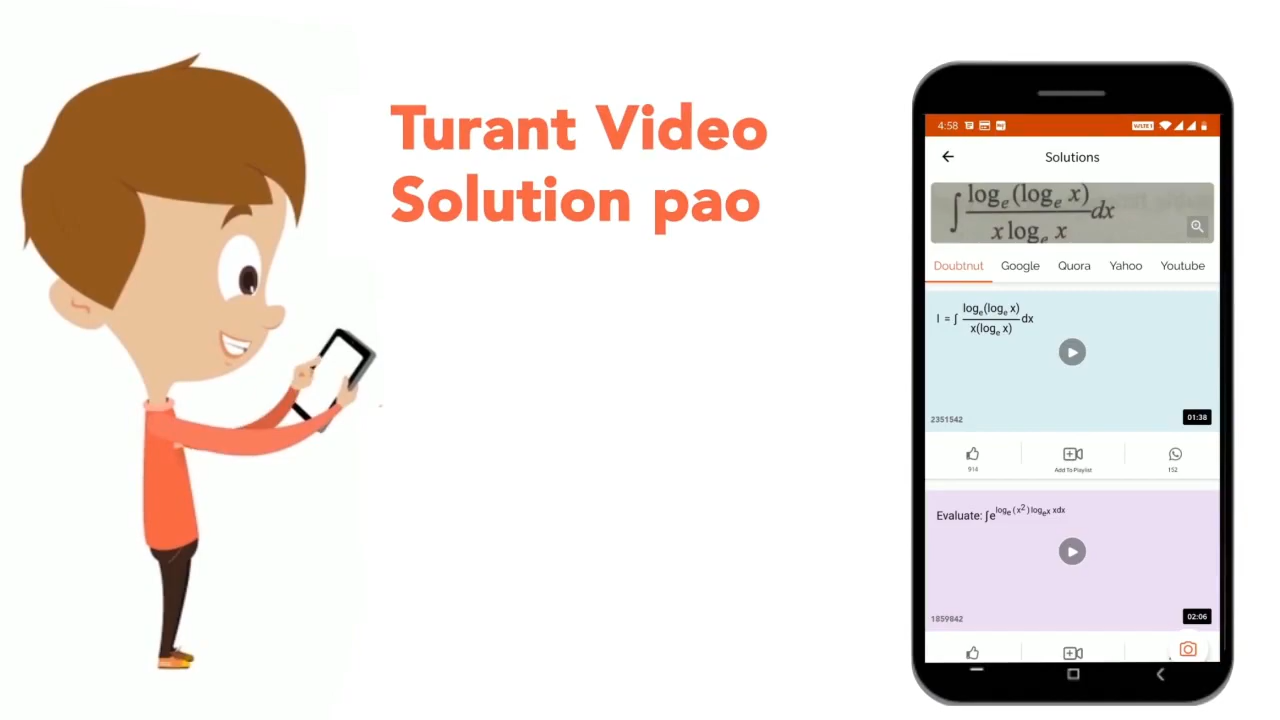 Turant Video
Solution pao
4:58
VoLTE1
Solutions
∫ logₑ(logₑ x) / x logₑ x dx
Doubtnut Google Quora Yahoo Youtube
I = ∫ logₑ(logₑ x) / x(logₑ x) dx
2351542 01:38
914 Add To Playlist 152
Evaluate: ∫e^logₑ(x²)logₑx xdx
1859842 02:06